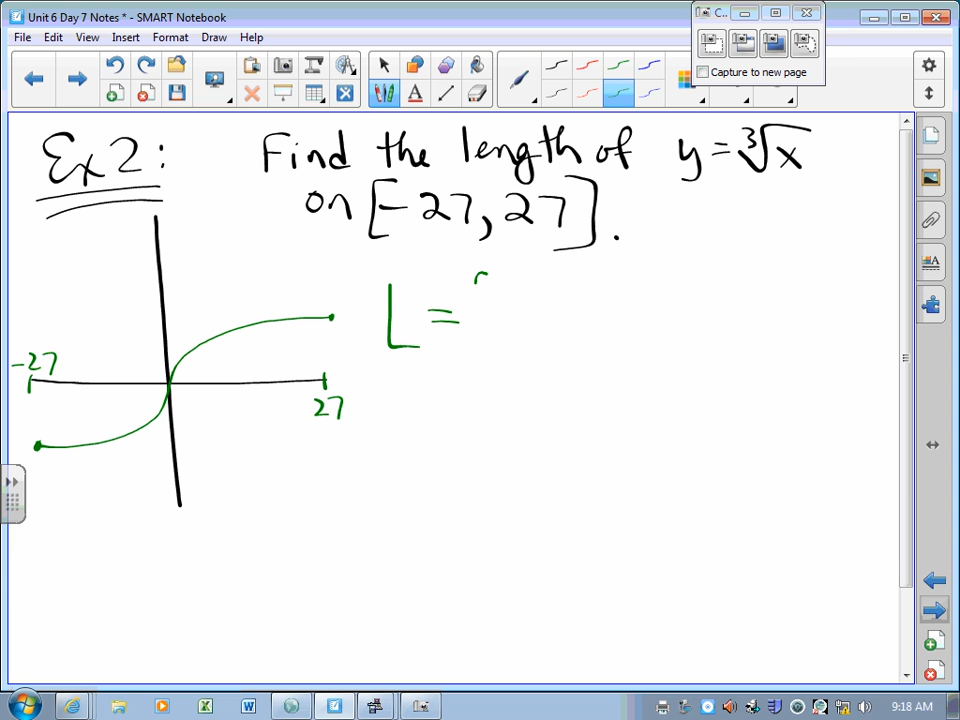 Unit 6 Day 7 Notes * - SMART Notebook
C..
File Edit View Insert Format Draw Help
Capture to new page
Ex 2: Find the length of y = ∛x
on [-27, 27].
L =
-27
27
9:18 AM